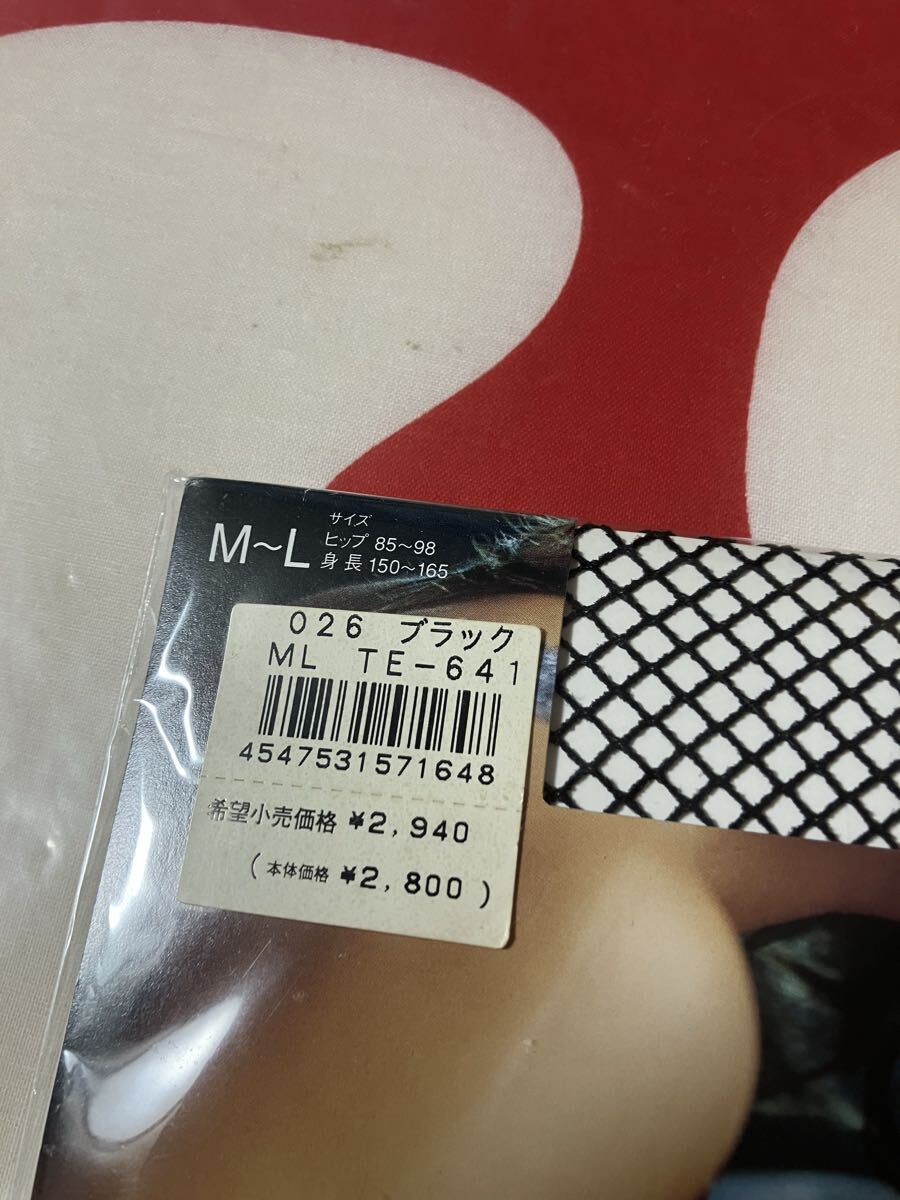 M〜L
サイズ
ヒップ 85〜98
身長 150〜165
026 ブラック
ML TE-641
4547531571648
希望小売価格 ¥2,940
( 本体価格 ¥2,800 )